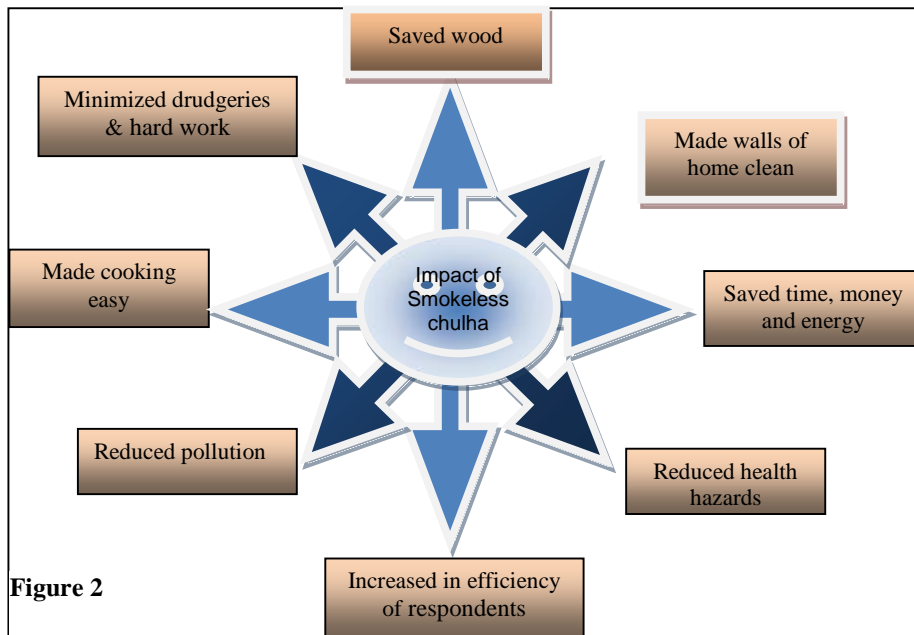 Saved wood
Minimized drudgeries
& hard work
Made walls of
home clean
Impact of
Smokeless
chulha
Made cooking
easy
Saved time, money
and energy
Reduced pollution
Reduced health
hazards
Increased in efficiency
of respondents
Figure 2